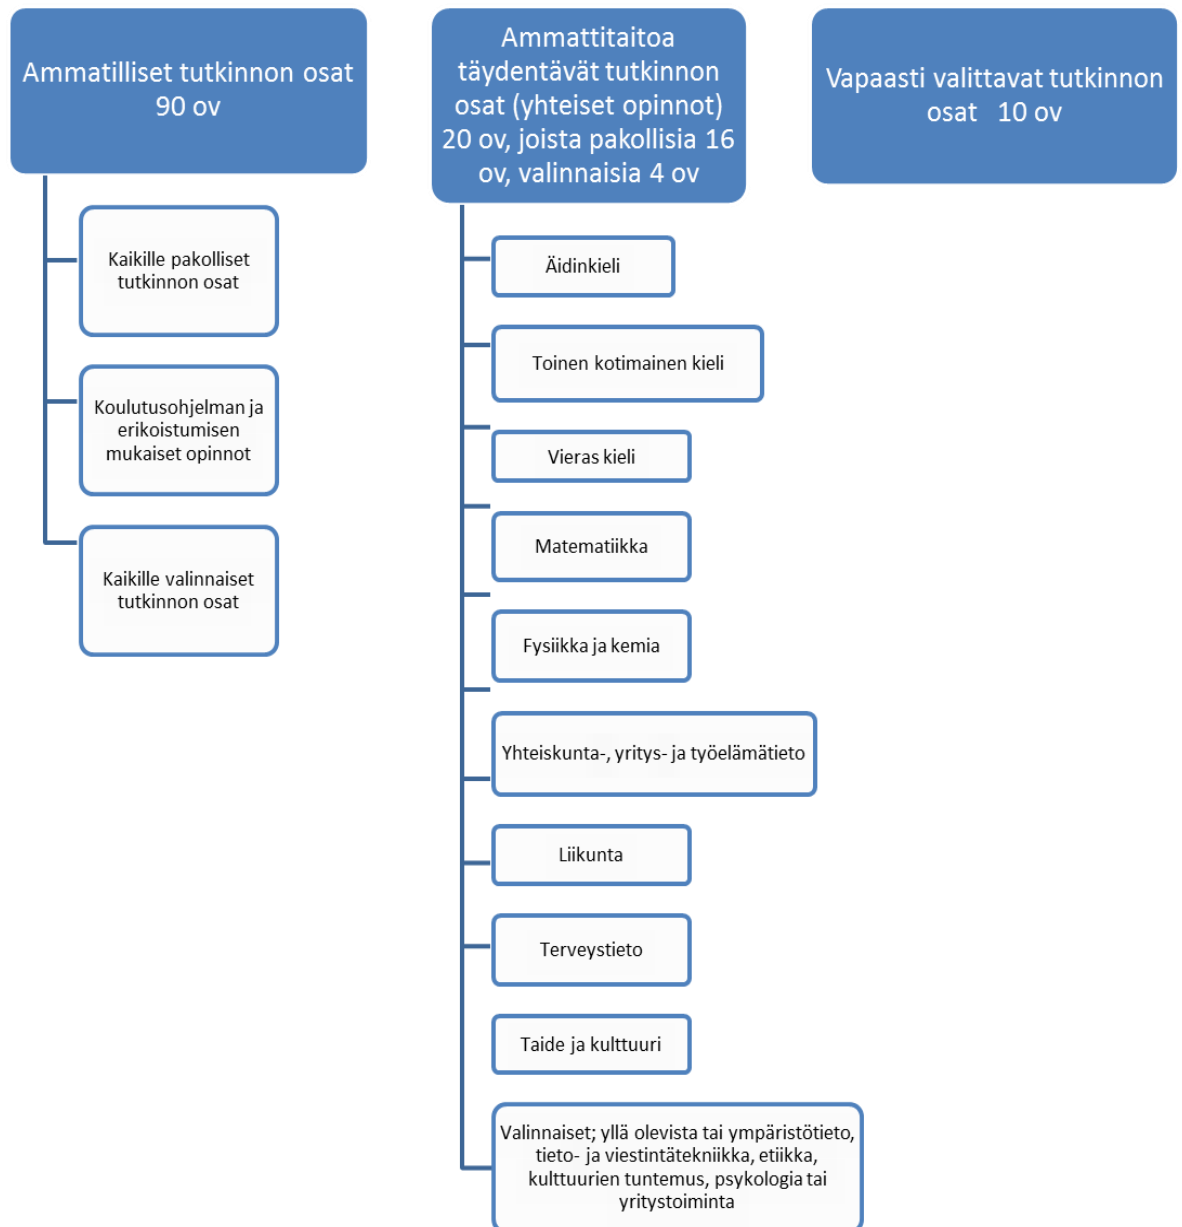 Ammatilliset tutkinnon osat
90 ov
Kaikille pakolliset
tutkinnon osat
Koulutusohjelman ja
erikoistumisen
mukaiset opinnot
Kaikille valinnaiset
tutkinnon osat
Ammattitaitoa
täydentävät tutkinnon
osat (yhteiset opinnot)
20 ov, joista pakollisia 16
ov, valinnaisia 4 ov
Äidinkieli
Toinen kotimainen kieli
Vieras kieli
Matematiikka
Fysiikka ja kemia
Yhteiskunta-, yritys- ja työelämätieto
Liikunta
Terveystieto
Taide ja kulttuuri
Valinnaiset; yllä olevista tai ympäristötieto,
tieto- ja viestintätekniikka, etiikka,
kulttuurien tuntemus, psykologia tai
yritystoiminta
Vapaasti valittavat tutkinnon
osat 10 ov